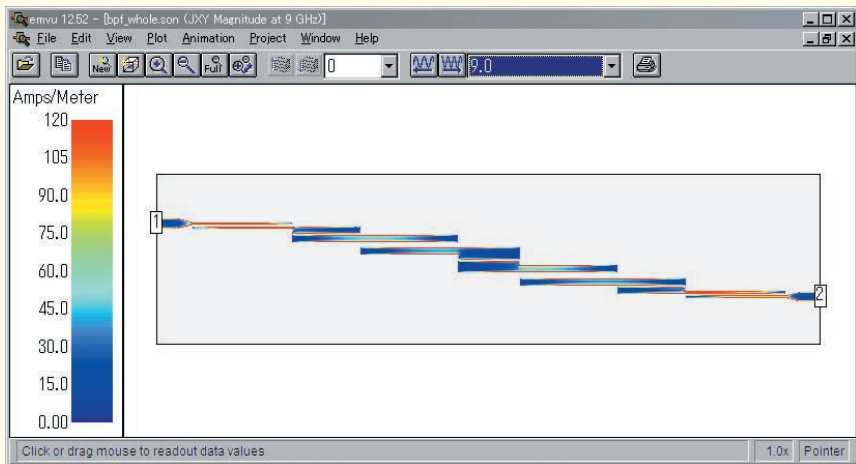 emvu 12.52 - [bpf_whole.son (JXY Magnitude at 9 GHz)]
File Edit View Plot Animation Project Window Help
New Full 0 9.0
Amps/Meter
120
105
90.0
75.0
60.0
45.0
30.0
15.0
0.00
1
2
Click or drag mouse to readout data values 1.0x Pointer